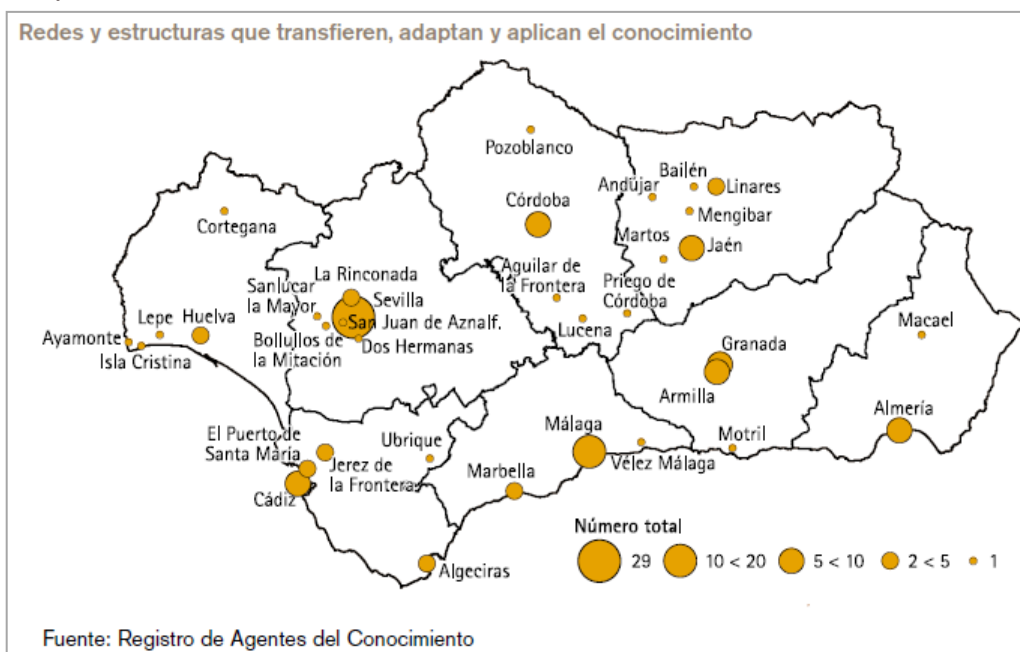 Redes y estructuras que transfieren, adaptan y aplican el conocimiento
Pozoblanco
Bailén
Andújar
Linares
Córdoba
Mengibar
Cortegana
Martos
Jaén
La Rinconada
Aguilar de
la Frontera
Priego de
Córdoba
Sanlúcar
la Mayor
Sevilla
San Juan de Aznalf.
Lepe
Huelva
Lucena
Macael
Ayamonte
Bollullos de
la Mitación
Dos Hermanas
Granada
Isla Cristina
Armilla
Almería
El Puerto de
Santa María
Ubrique
Málaga
Motril
Jerez de
la Frontera
Marbella
Vélez Málaga
Cádiz
Número total
Algeciras
29
10 < 20
5 < 10
2 < 5
1
Fuente: Registro de Agentes del Conocimiento